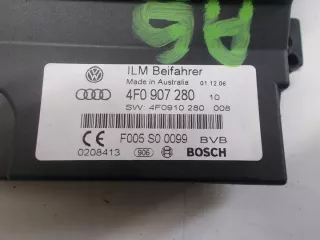 ILM Beifahrer
Made in Australia 01 12 06
4F0 907 280 10
SW: 4F0910 280 008
F005 S0 0099 BVB
0208413 906 BOSCH